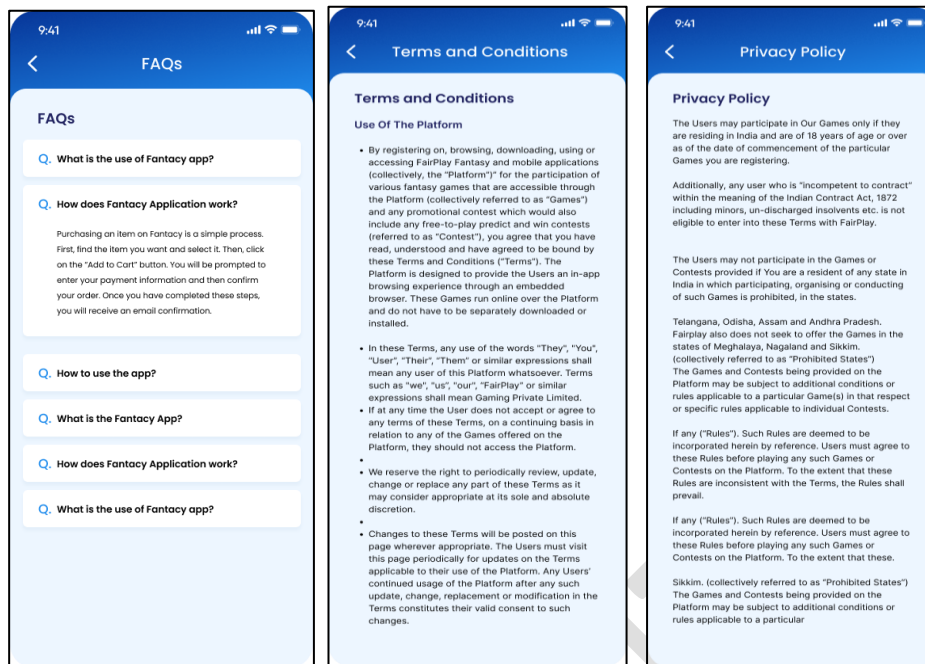 9:41
FAQs
FAQs
Q. What is the use of Fantacy app?
Q. How does Fantacy Application work?
Purchasing an item on Fantacy is a simple process.
First, find the item you want and select it. Then, click
on the "Add to Cart" button. You will be prompted to
enter your payment information and then confirm
your order. Once you have completed these steps,
you will receive an email confirmation.
Q. How to use the app?
Q. What is the Fantacy App?
Q. How does Fantacy Application work?
Q. What is the use of Fantacy app?
9:41
Terms and Conditions
Terms and Conditions
Use Of The Platform
• By registering on, browsing, downloading, using or
accessing FairPlay Fantasy and mobile applications
(collectively, the "Platform")" for the participation of
various fantasy games that are accessible through
the Platform (collectively referred to as "Games")
and any promotional contest which would also
include any free-to-play predict and win contests
(referred to as "Contest"), you agree that you have
read, understood and have agreed to be bound by
these Terms and Conditions ("Terms"). The
Platform is designed to provide the Users an in-app
browsing experience through an embedded
browser. These Games run online over the Platform
and do not have to be separately downloaded or
installed.
• In these Terms, any use of the words "They", "You",
"User", "Their", "Them" or similar expressions shall
mean any user of this Platform whatsoever. Terms
such as "we", "us", "our", "FairPlay" or similar
expressions shall mean Gaming Private Limited.
• If at any time the User does not accept or agree to
any terms of these Terms, on a continuing basis in
relation to any of the Games offered on the
Platform, they should not access the Platform.
•
• We reserve the right to periodically review, update,
change or replace any part of these Terms as it
may consider appropriate at its sole and absolute
discretion.
•
• Changes to these Terms will be posted on this
page wherever appropriate. The Users must visit
this page periodically for updates on the Terms
applicable to their use of the Platform. Any Users'
continued usage of the Platform after any such
update, change, replacement or modification in the
Terms constitutes their valid consent to such
changes.
9:41
Privacy Policy
Privacy Policy
The Users may participate in Our Games only if they
are residing in India and are of 18 years of age or over
as of the date of commencement of the particular
Games you are registering.
Additionally, any user who is "incompetent to contract"
within the meaning of the Indian Contract Act, 1872
including minors, un-discharged insolvents etc. is not
eligible to enter into these Terms with FairPlay.
The Users may not participate in the Games or
Contests provided if You are a resident of any state in
India in which participating, organising or conducting
of such Games is prohibited, in the states.
Telangana, Odisha, Assam and Andhra Pradesh.
Fairplay also does not seek to offer the Games in the
states of Meghalaya, Nagaland and Sikkim.
(collectively referred to as "Prohibited States")
The Games and Contests being provided on the
Platform may be subject to additional conditions or
rules applicable to a particular Game(s) in that respect
or specific rules applicable to individual Contests.
If any ("Rules"). Such Rules are deemed to be
incorporated herein by reference. Users must agree to
these Rules before playing any such Games or
Contests on the Platform. To the extent that these
Rules are inconsistent with the Terms, the Rules shall
prevail.
If any ("Rules"). Such Rules are deemed to be
incorporated herein by reference. Users must agree to
these Rules before playing any such Games or
Contests on the Platform. To the extent that these.
Sikkim. (collectively referred to as "Prohibited States")
The Games and Contests being provided on the
Platform may be subject to additional conditions or
rules applicable to a particular